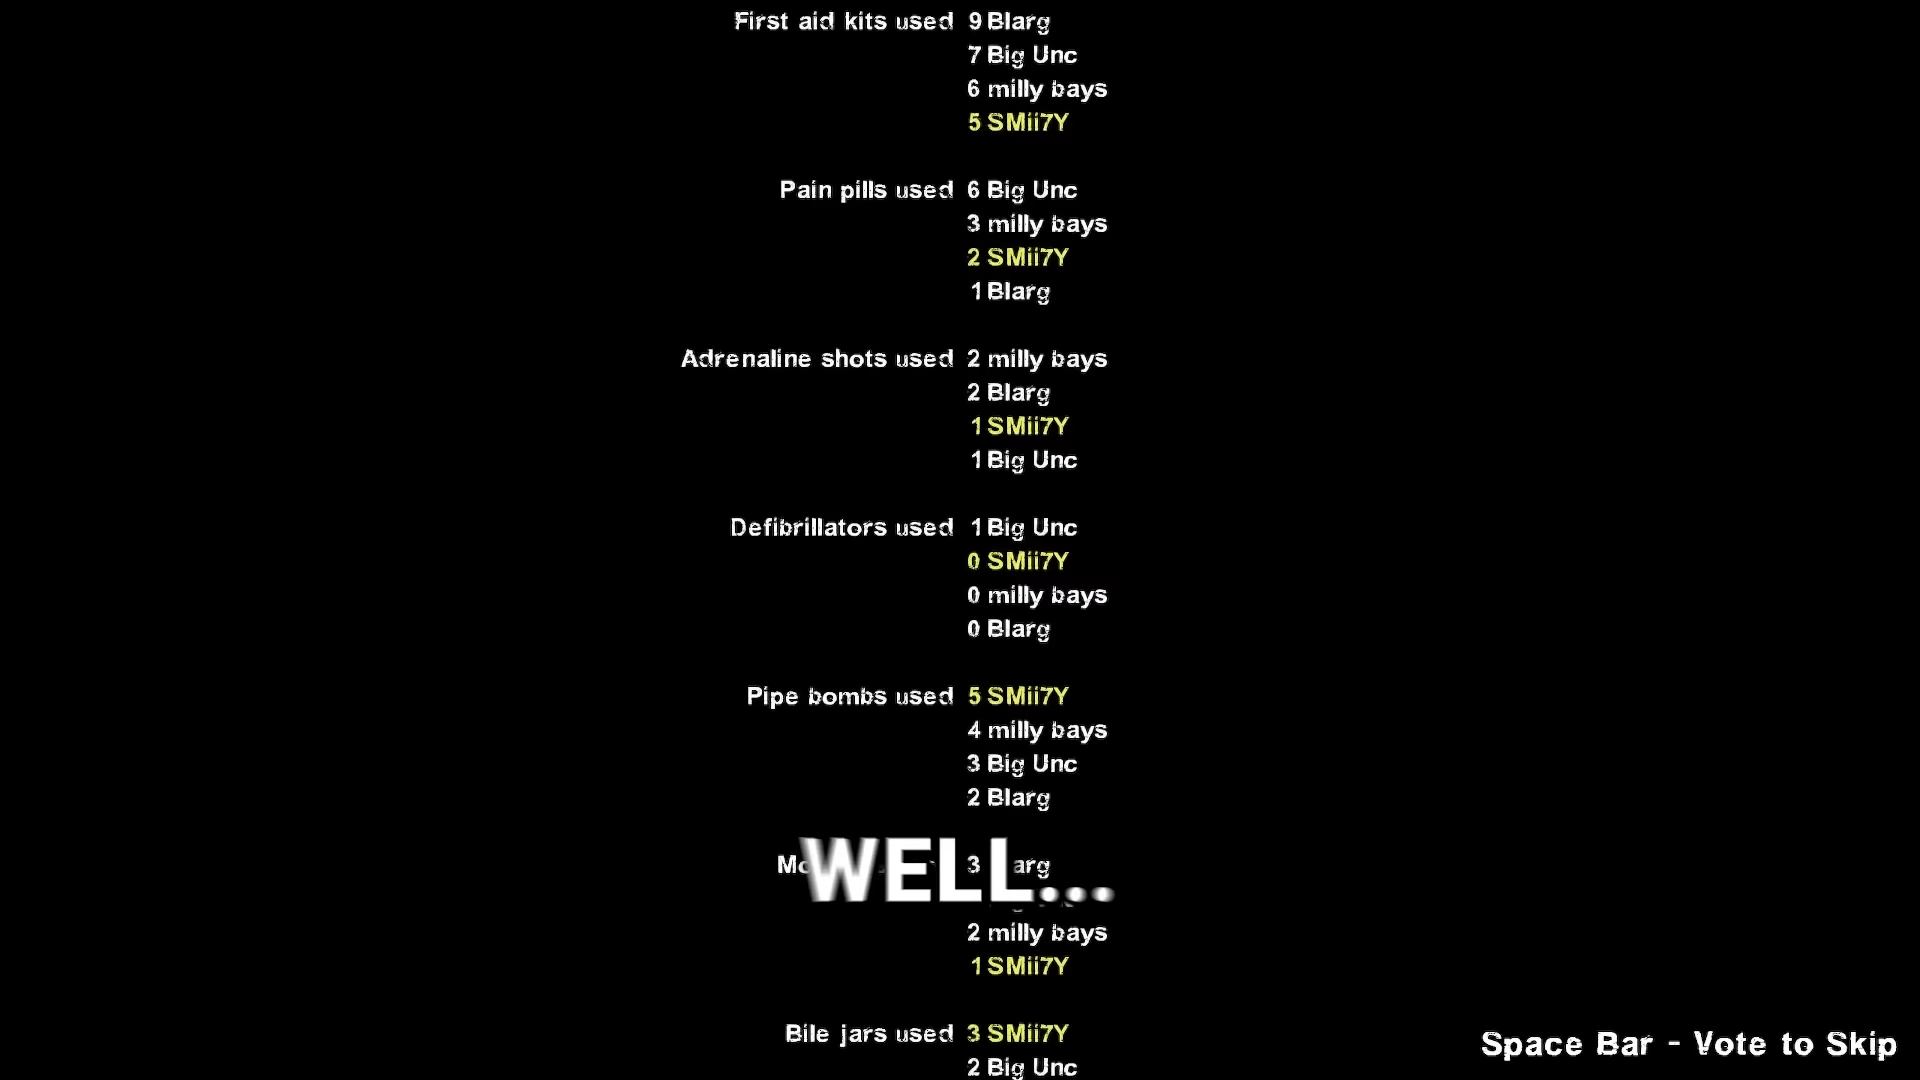 First aid kits used 9 Blarg
7 Big Unc
6 milly bays
5 SMii7Y
Pain pills used 6 Big Unc
3 milly bays
2 SMii7Y
1 Blarg
Adrenaline shots used 2 milly bays
2 Blarg
1 SMii7Y
1 Big Unc
Defibrillators used 1 Big Unc
0 SMii7Y
0 milly bays
0 Blarg
Pipe bombs used 5 SMii7Y
4 milly bays
3 Big Unc
2 Blarg
3
WELL...
2 milly bays
1 SMii7Y
Bile jars used 3 SMii7Y
2 Big Unc
Space Bar - Vote to Skip